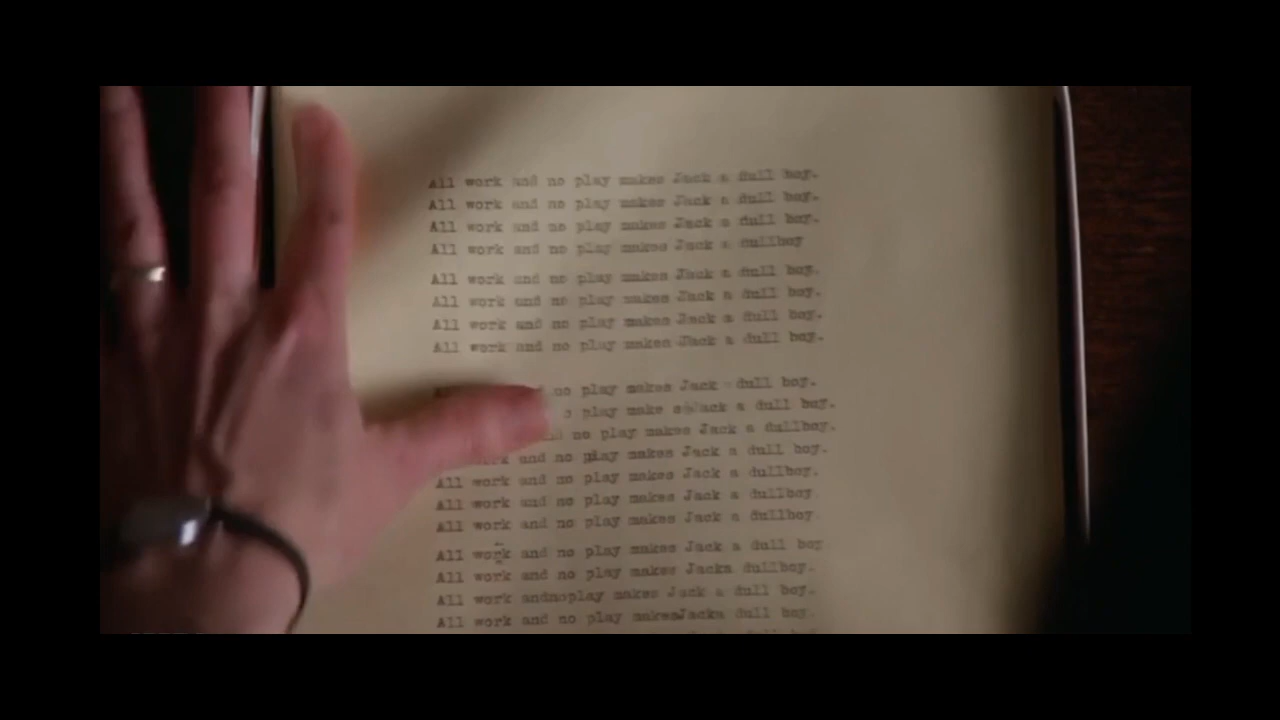 All work and no play makes Jack a dull boy.
All work and no play makes Jack a dull boy.
All work and no play makes Jack a dull boy.
All work and no play makes Jack a dullboy
All work and no play makes Jack a dull boy.
All work and no play makes Jack a dull boy.
All work and no play makes Jack a dull boy.
All work and no play makes Jack a dull boy.
no play makes Jack dull boy.
play make sJack a dull boy.
no play makes Jack a dullboy.
and no play makes Jack a dull boy.
All work and no play makes Jack a dullboy.
All work and no play makes Jack a dullboy
All work and no play makes Jack a dullboy.
All work and no play makes Jack a dull boy
All work and no play makes Jacka dullboy.
All work andnoplay makes Jack a dull boy.
All work and no play makesJacka dull boy.